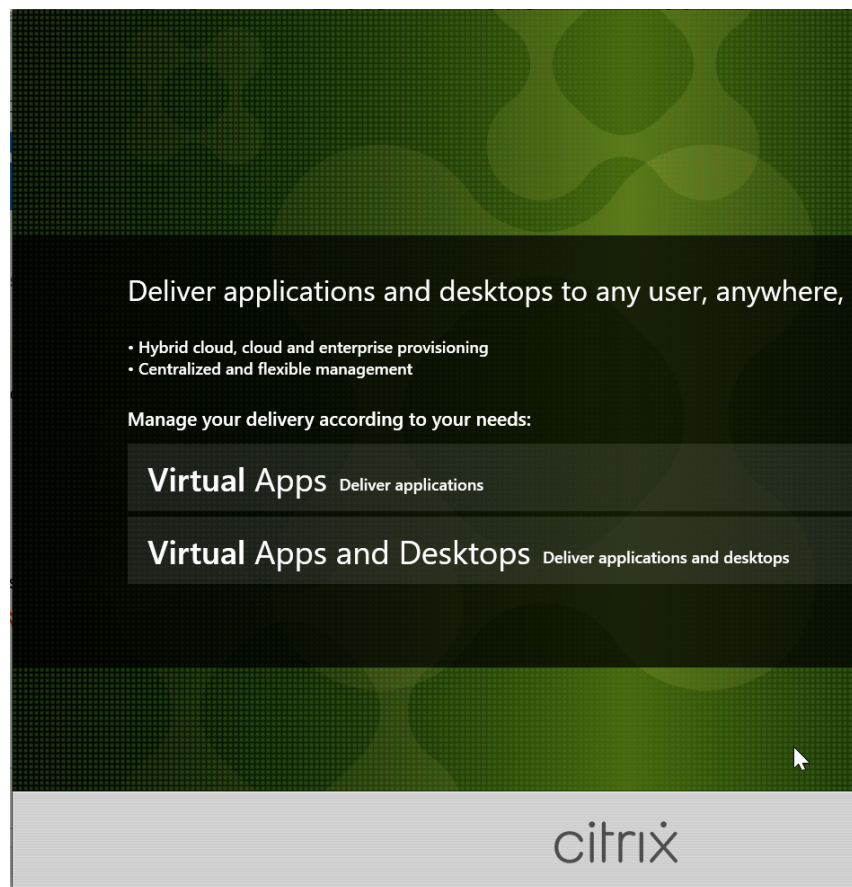 Deliver applications and desktops to any user, anywhere,
• Hybrid cloud, cloud and enterprise provisioning
• Centralized and flexible management
Manage your delivery according to your needs:
Virtual Apps Deliver applications
Virtual Apps and Desktops Deliver applications and desktops
citrix